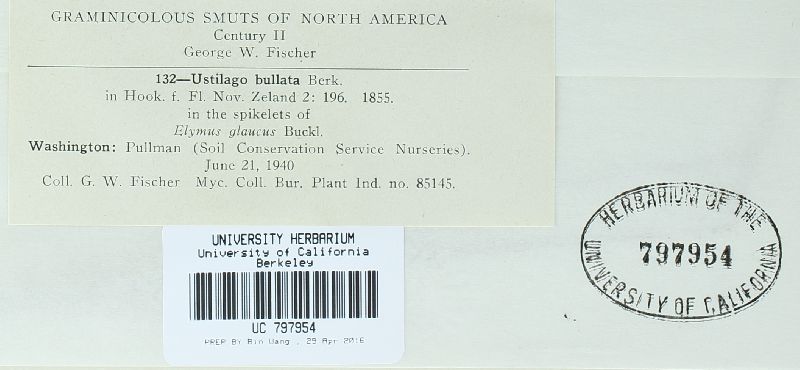 GRAMINICOLOUS SMUTS OF NORTH AMERICA
Century II
George W. Fischer
132—Ustilago bullata Berk.
in Hook. f. Fl. Nov. Zeland 2: 196. 1855.
in the spikelets of
Elymus glaucus Buckl.
Washington: Pullman (Soil Conservation Service Nurseries).
June 21, 1940
Coll. G. W. Fischer Myc. Coll. Bur. Plant Ind. no. 85145.
UNIVERSITY HERBARIUM
University of California
Berkeley
UC 797954
PREP By Bin Wang , 29 Apr 2016
HERBARIUM OF THE
797954
UNIVERSITY OF CALIFORNIA